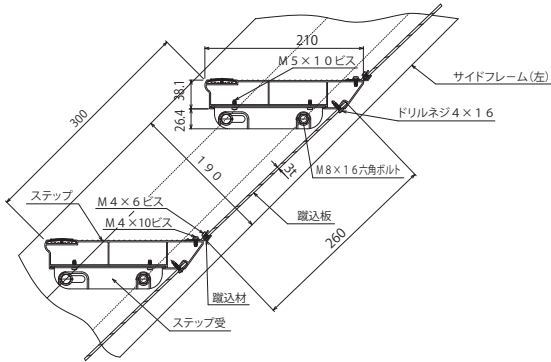 210
M5×10ビス
サイドフレーム(左)
38.1
26.4
ドリルネジ4×16
300
M8×16六角ボルト
190
3t
ステップ
M4×6ビス
M4×10ビス
蹴込板
260
蹴込材
ステップ受